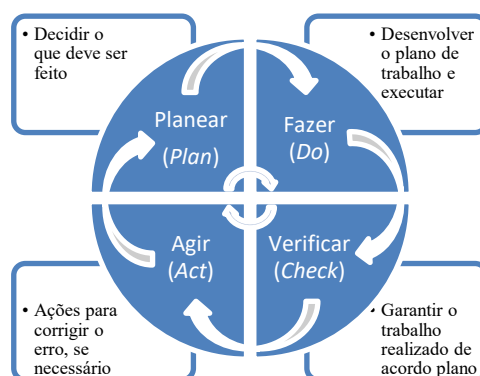 • Decidir o
que deve ser
feito
• Desenvolver
o plano de
trabalho e
executar
Planear
(Plan)
Fazer
(Do)
Agir
(Act)
Verificar
(Check)
• Ações para
corrigir o
erro, se
necessário
• Garantir o
trabalho
realizado de
acordo plano